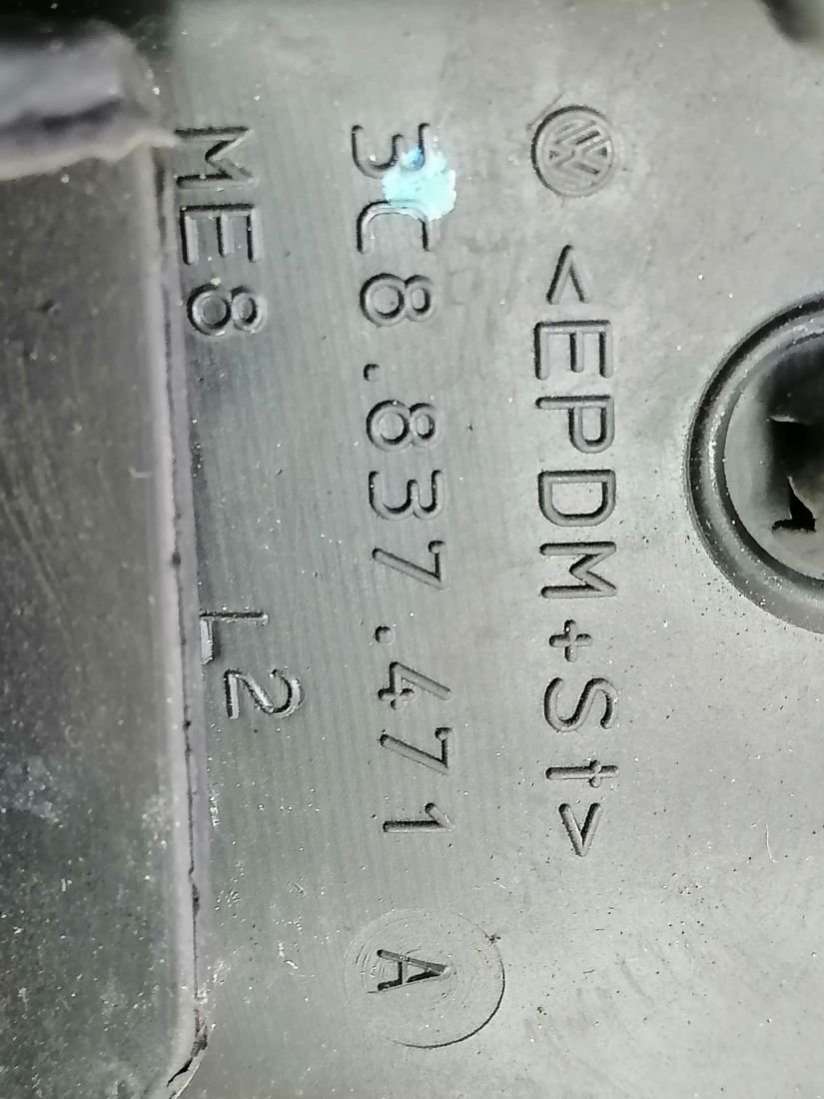 <EPDM+St>
3C8.837.471 A
ME8 L2